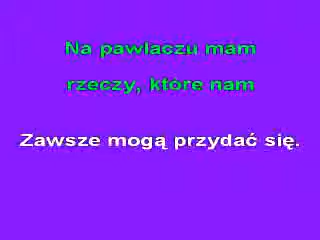 Na pawlaczu mam
rzeczy, które nam
Zawsze mogą przydać się.